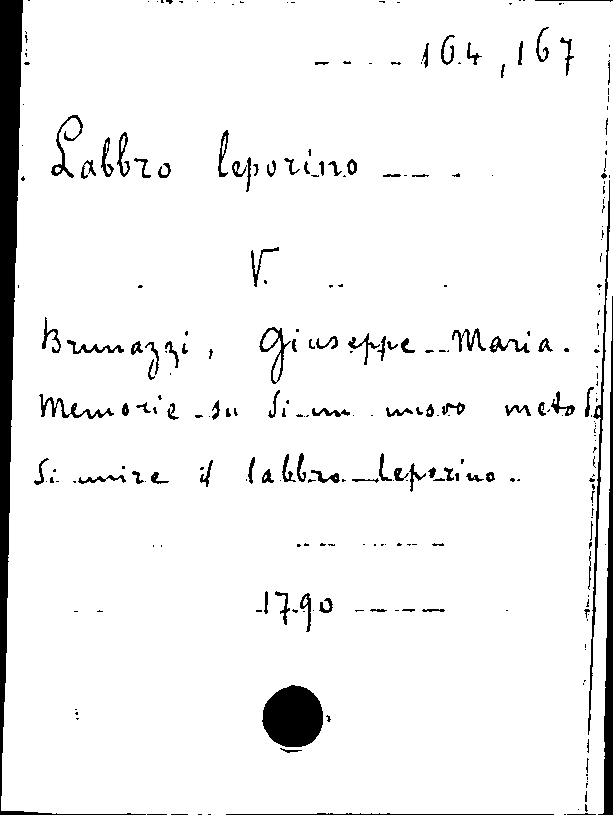 164,167
Labbro leporino
V.
Brunazzi, Giuseppe Maria.
Memorie su di un nuovo metodo
di unire il labbro leporino.
1790